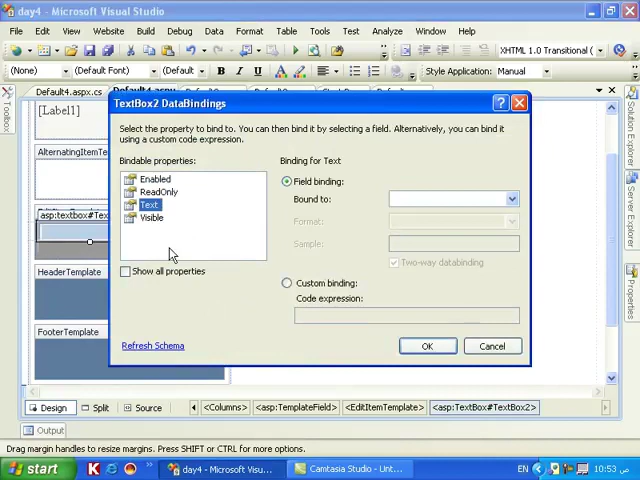 day4 - Microsoft Visual Studio
File Edit View Website Build Debug Format Table Tools Test Analyze Window
XHTML 1.0 Transitional (
(None) (Default Font) (Default B I U A Style Application: Manual
Default4.aspx.cs Default4.aspx
[Label1]
AlternatingItemTem
asp:textbox#Tex
HeaderTemplate
FooterTemplate
Toolbox
Solution Explorer
Server Explorer
Properties
TextBox2 DataBindings
Select the property to bind to. You can then bind it by selecting a field. Alternatively, you can bind it
using a custom code expression.
Bindable properties:
Enabled
ReadOnly
Text
Visible
Show all properties
Binding for Text
Field binding:
Bound to:
Format:
Sample:
Two-way databinding
Custom binding:
Code expression:
Refresh Schema
OK Cancel
Design Split Source <Columns> <asp:TemplateField> <EditItemTemplate> <asp:TextBox#TextBox2>
Output
Drag margin handles to resize margins. Press SHIFT or CTRL for more options.
start day4 - Microsoft Vis... Camtasia Studio - Unt... EN 10:53 ص